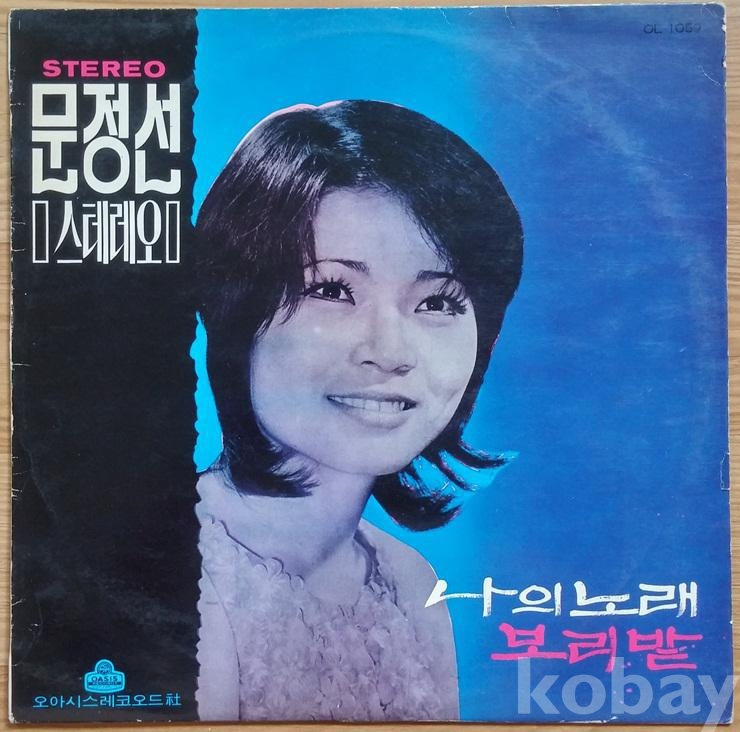 OL 1059
STEREO
문정선
[스테레오]
나의 노래
보리밭
OASIS
오아시스레코오드社
kobay